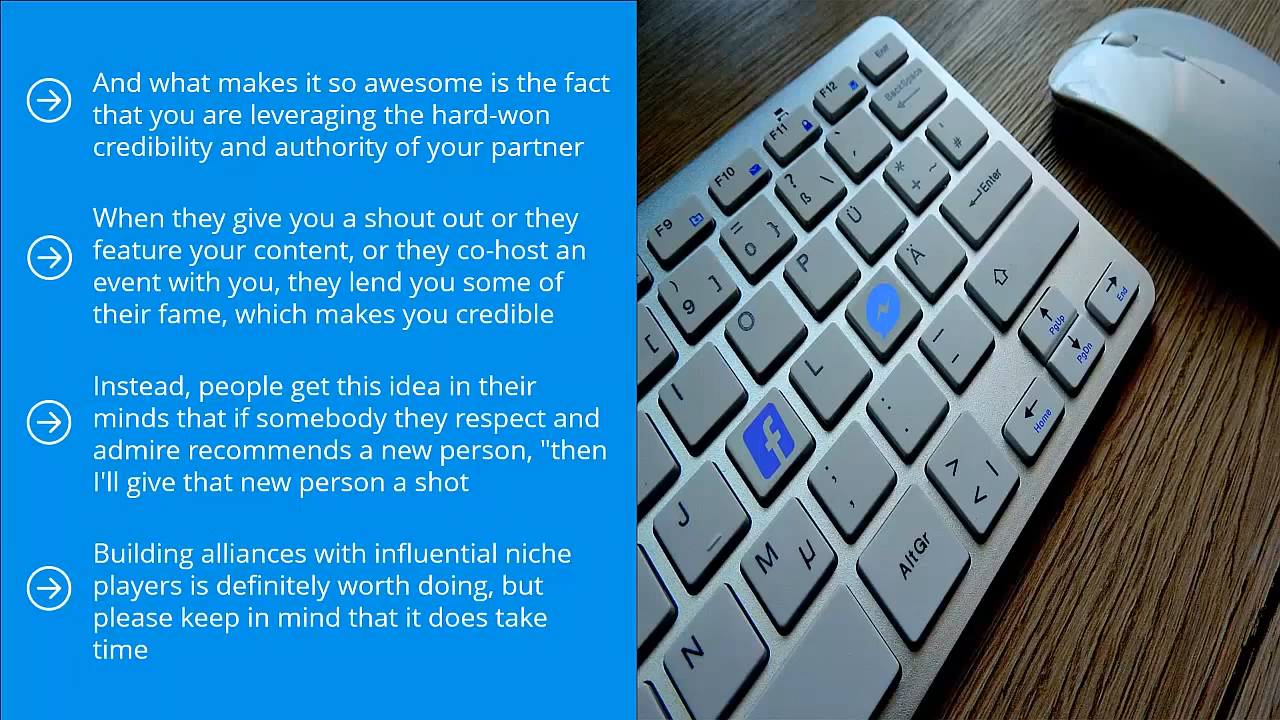 And what makes it so awesome is the fact
that you are leveraging the hard-won
credibility and authority of your partner
When they give you a shout out or they
feature your content, or they co-host an
event with you, they lend you some of
their fame, which makes you credible
Instead, people get this idea in their
minds that if somebody they respect and
admire recommends a new person, "then
I'll give that new person a shot
Building alliances with influential niche
players is definitely worth doing, but
please keep in mind that it does take
time
Entf
F12 BackSpace
F11 ` ´ ' #
F10 ? ß \ * + ~ Enter
F9 = 0 } Ü
) 9 ] P Ä
[ O End
I L _ - PgUp
f : . PgDn
J ; , Home
M µ > < |
N AltGr